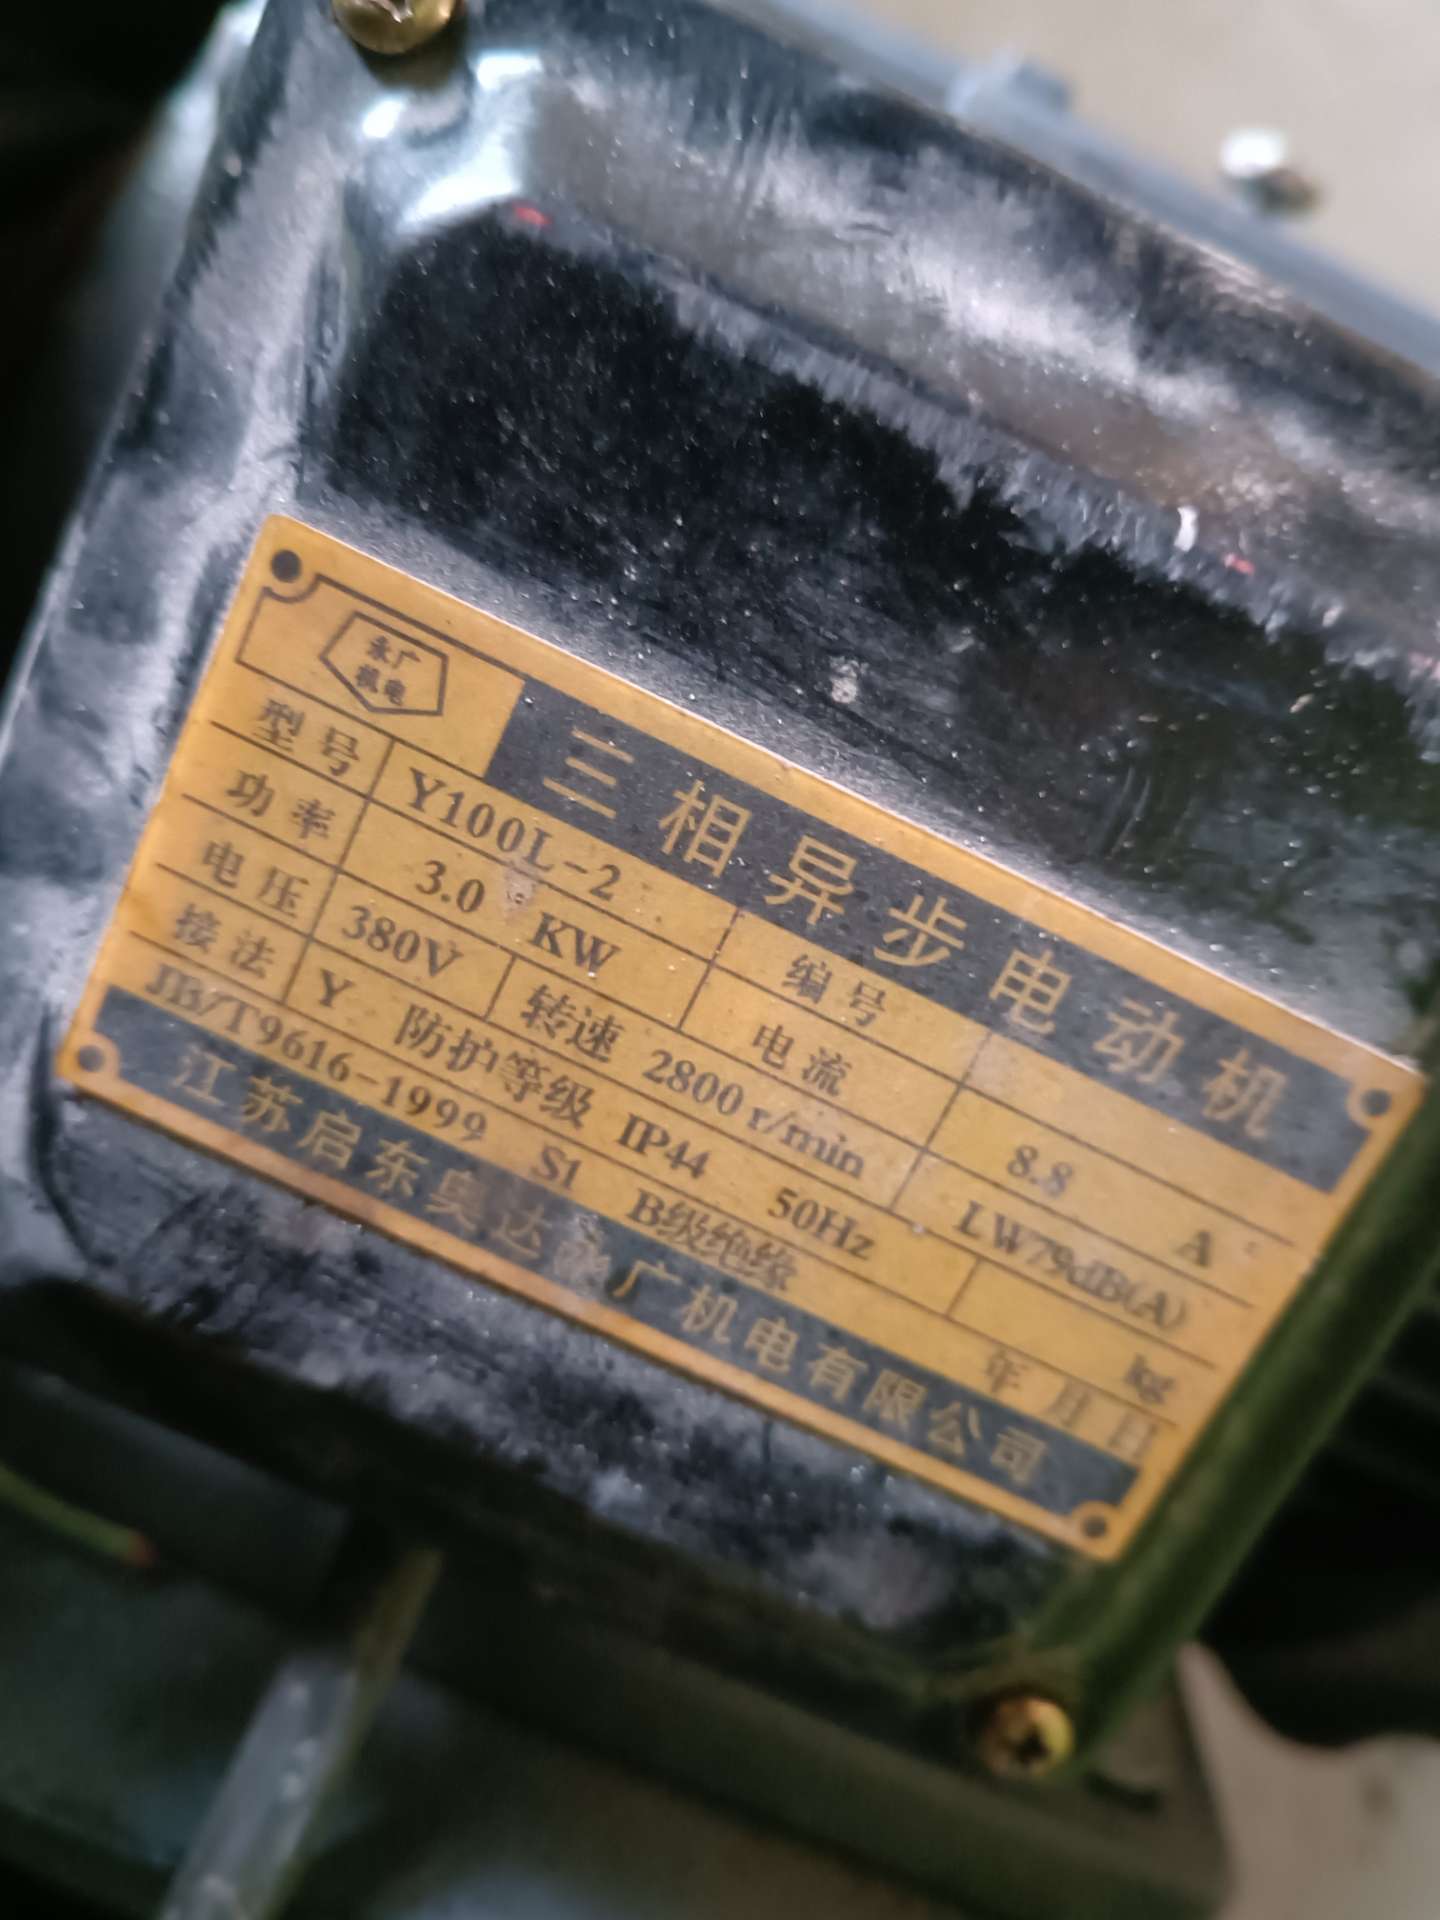 永广
机电
三相异步电动机
型号 Y100L-2 编号
功率 3.0 KW 电流 8.8 A
电压 380V 转速 2800 r/min LW79dB(A)
接法 Y 防护等级 IP44 50Hz kg
JB/T9616-1999 S1 B级绝缘 年 月 日
江苏启东奥达永广机电有限公司